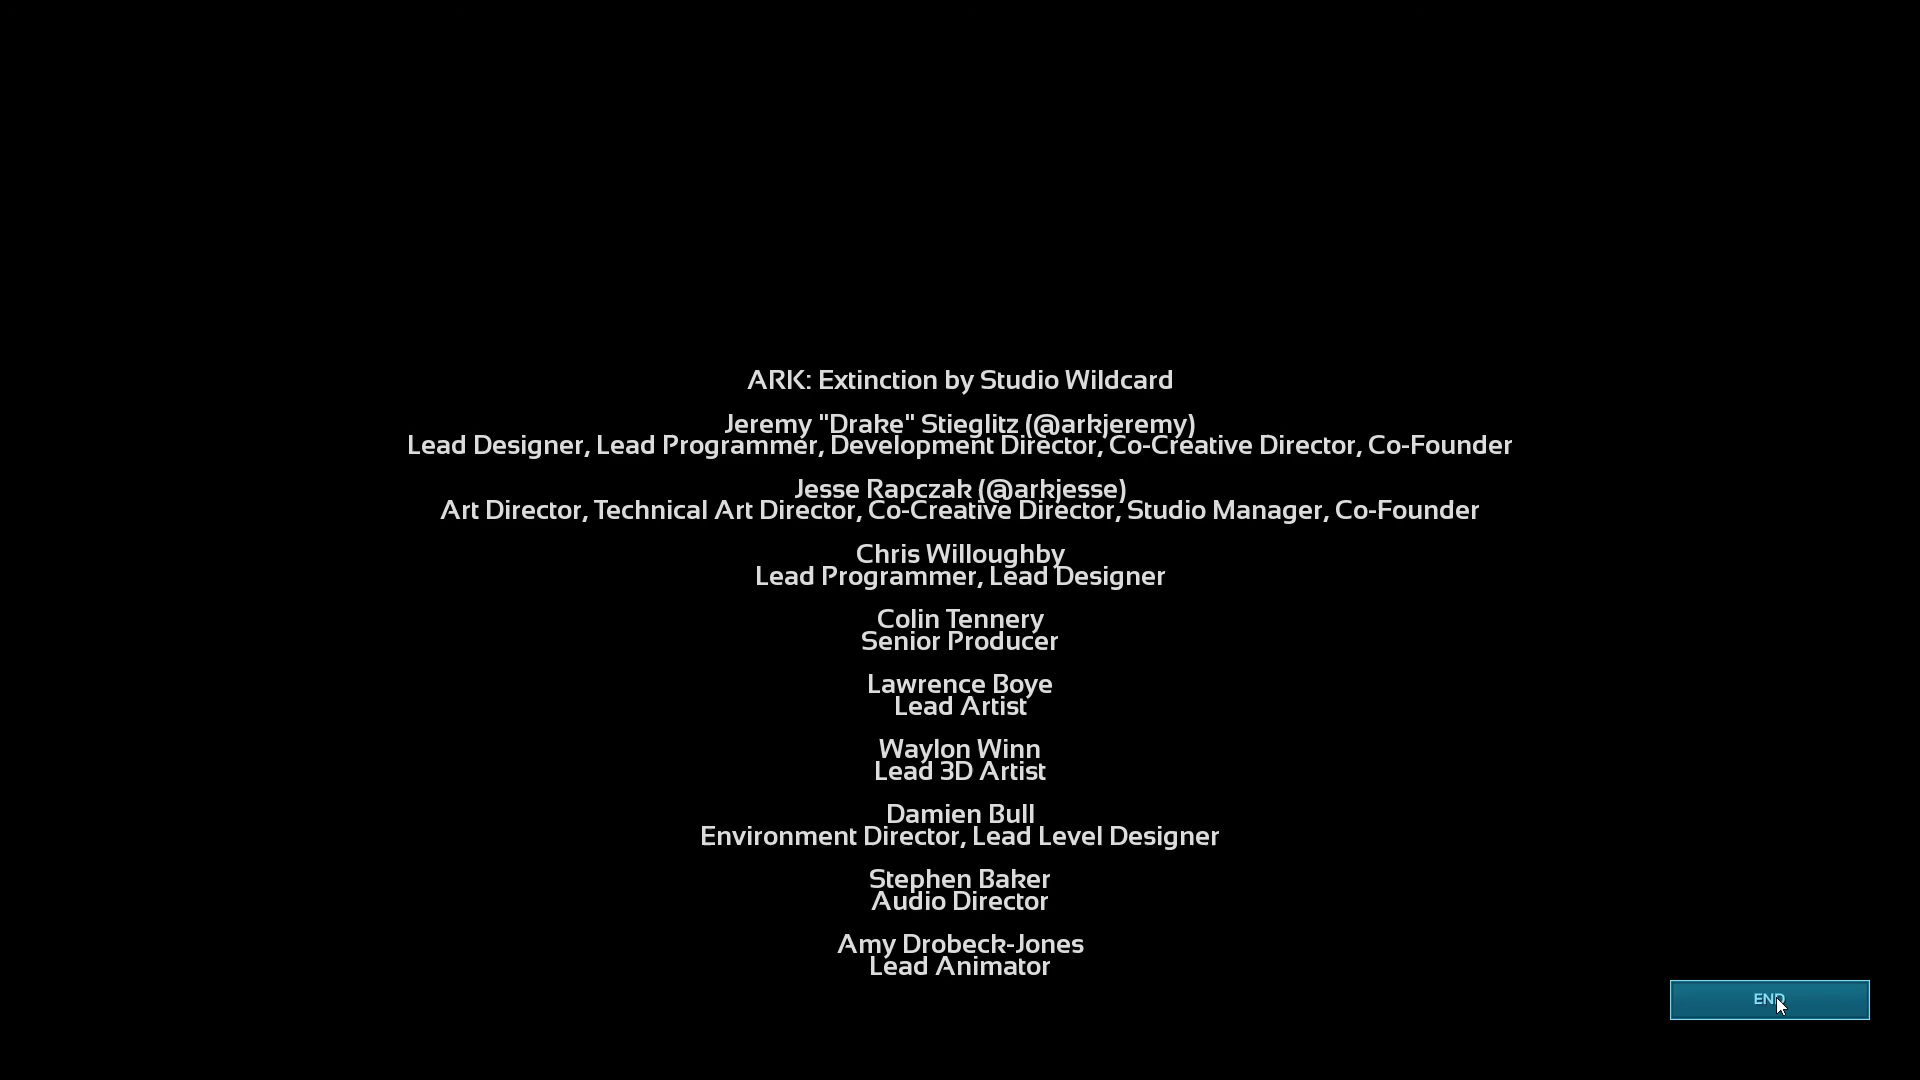 ARK: Extinction by Studio Wildcard
Jeremy "Drake" Stieglitz (@arkjeremy)
Lead Designer, Lead Programmer, Development Director, Co-Creative Director, Co-Founder
Jesse Rapczak (@arkjesse)
Art Director, Technical Art Director, Co-Creative Director, Studio Manager, Co-Founder
Chris Willoughby
Lead Programmer, Lead Designer
Colin Tennery
Senior Producer
Lawrence Boye
Lead Artist
Waylon Winn
Lead 3D Artist
Damien Bull
Environment Director, Lead Level Designer
Stephen Baker
Audio Director
Amy Drobeck-Jones
Lead Animator
END